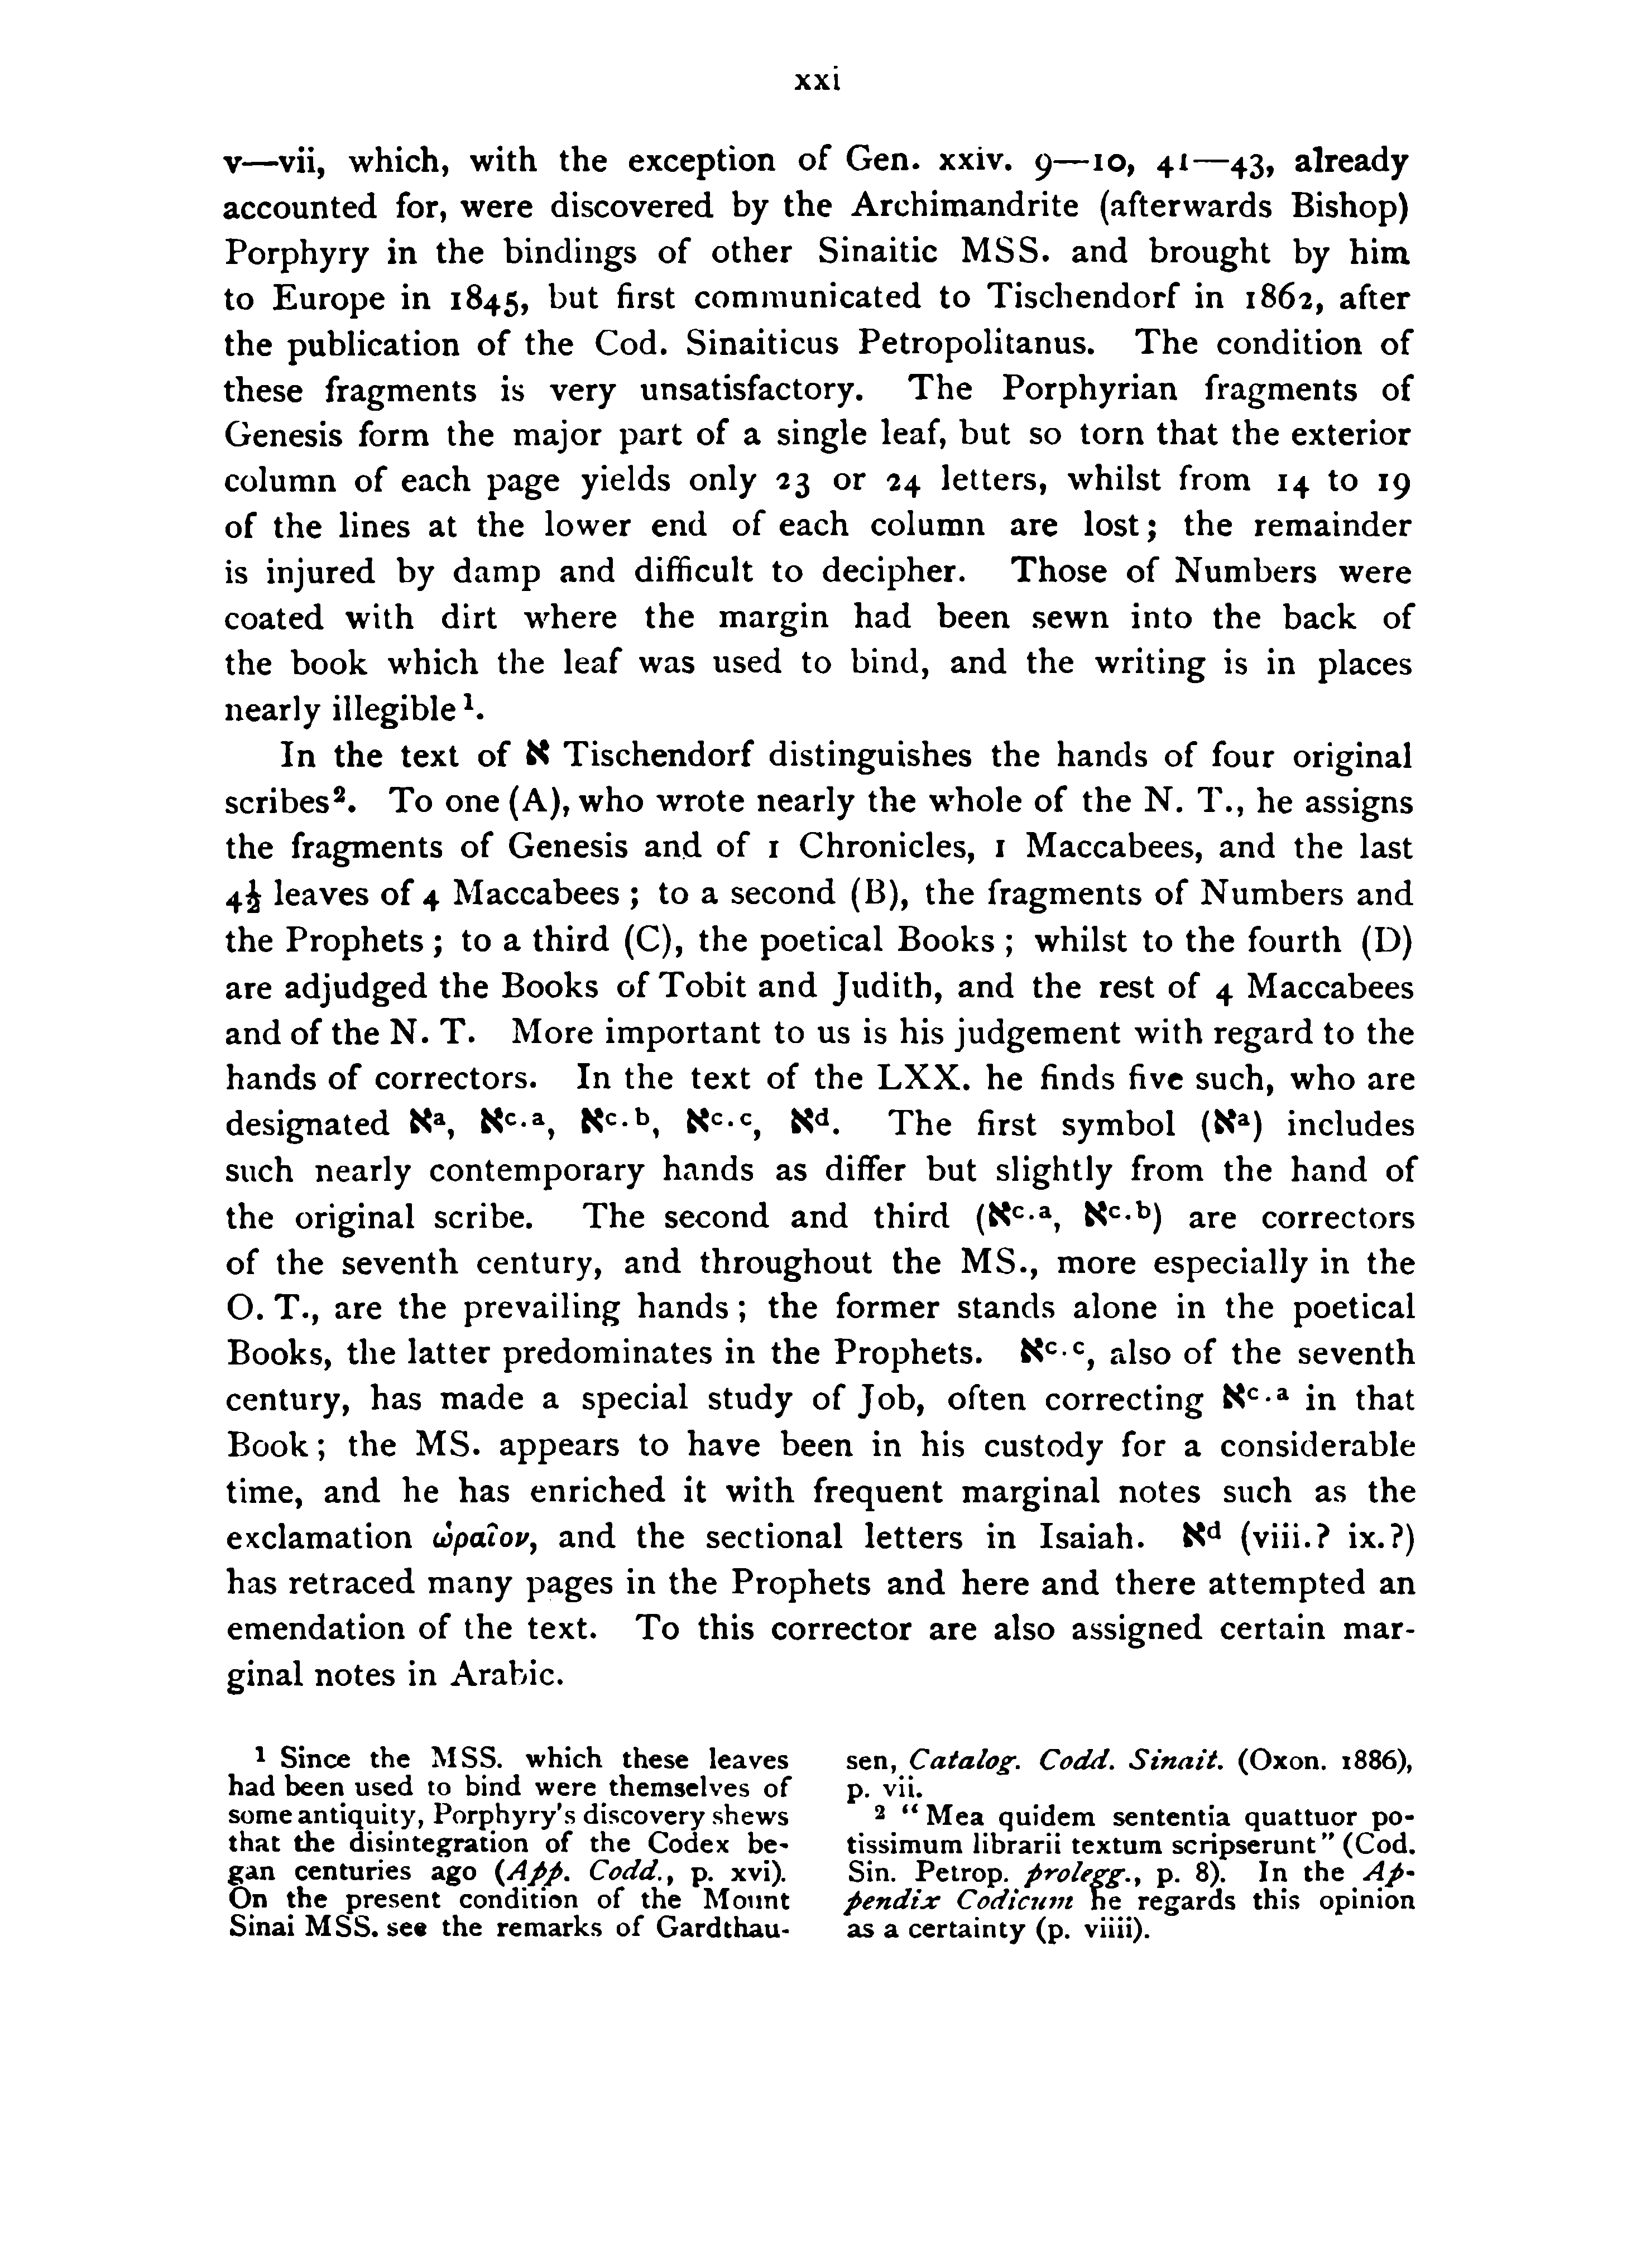 xxi
v—vii, which, with the exception of Gen. xxiv. 9—10, 41—43, already
accounted for, were discovered by the Archimandrite (afterwards Bishop)
Porphyry in the bindings of other Sinaitic MSS. and brought by him
to Europe in 1845, but first communicated to Tischendorf in 1862, after
the publication of the Cod. Sinaiticus Petropolitanus. The condition of
these fragments is very unsatisfactory. The Porphyrian fragments of
Genesis form the major part of a single leaf, but so torn that the exterior
column of each page yields only 23 or 24 letters, whilst from 14 to 19
of the lines at the lower end of each column are lost; the remainder
is injured by damp and difficult to decipher. Those of Numbers were
coated with dirt where the margin had been sewn into the back of
the book which the leaf was used to bind, and the writing is in places
nearly illegible¹.
In the text of ℵ Tischendorf distinguishes the hands of four original
scribes². To one (A), who wrote nearly the whole of the N. T., he assigns
the fragments of Genesis and of 1 Chronicles, 1 Maccabees, and the last
4½ leaves of 4 Maccabees; to a second (B), the fragments of Numbers and
the Prophets; to a third (C), the poetical Books; whilst to the fourth (D)
are adjudged the Books of Tobit and Judith, and the rest of 4 Maccabees
and of the N. T. More important to us is his judgement with regard to the
hands of correctors. In the text of the LXX. he finds five such, who are
designated ℵᵃ, ℵᶜ·ᵃ, ℵᶜ·ᵇ, ℵᶜ·ᶜ, ℵᵈ. The first symbol (ℵᵃ) includes
such nearly contemporary hands as differ but slightly from the hand of
the original scribe. The second and third (ℵᶜ·ᵃ, ℵᶜ·ᵇ) are correctors
of the seventh century, and throughout the MS., more especially in the
O. T., are the prevailing hands; the former stands alone in the poetical
Books, the latter predominates in the Prophets. ℵᶜ·ᶜ, also of the seventh
century, has made a special study of Job, often correcting ℵᶜ·ᵃ in that
Book; the MS. appears to have been in his custody for a considerable
time, and he has enriched it with frequent marginal notes such as the
exclamation ὡραῖον, and the sectional letters in Isaiah. ℵᵈ (viii.? ix.?)
has retraced many pages in the Prophets and here and there attempted an
emendation of the text. To this corrector are also assigned certain mar-
ginal notes in Arabic.
¹ Since the MSS. which these leaves
had been used to bind were themselves of
some antiquity, Porphyry's discovery shews
that the disintegration of the Codex be-
gan centuries ago (App. Codd., p. xvi).
On the present condition of the Mount
Sinai MSS. see the remarks of Gardthau-
sen, Catalog. Codd. Sinait. (Oxon. 1886),
p. vii.
² "Mea quidem sententia quattuor po-
tissimum librarii textum scripserunt" (Cod.
Sin. Petrop. prolegg., p. 8). In the Ap-
pendix Codicum he regards this opinion
as a certainty (p. viiii).